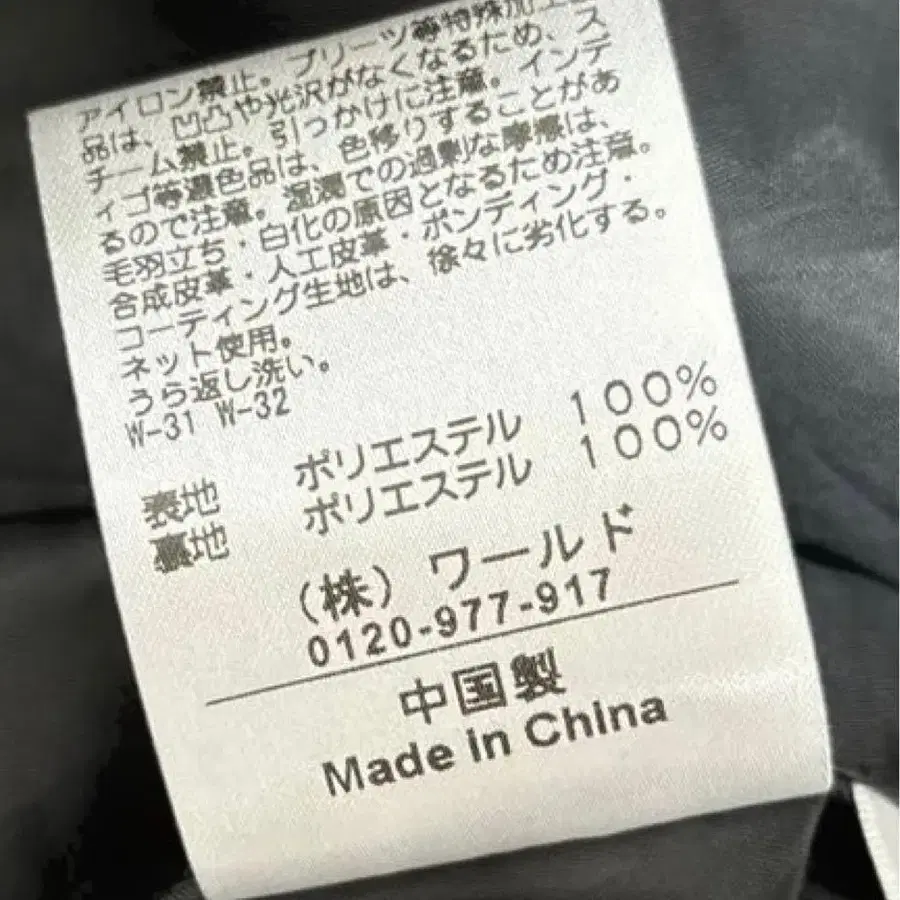 アイロン禁止。プリーツ等特殊加工
品は、凹凸や光沢がなくなるため、ス
チーム禁止。引っかけに注意。インデ
ィゴ等濃色品は、色移りすることがあ
るので注意。湿潤での過剰な摩擦は、
毛羽立ち・白化の原因となるため注意。
合成皮革・人工皮革・ボンディング・
コーティング生地は、徐々に劣化する。
ネット使用。
うら返し洗い。
W-31 W-32
表地 ポリエステル 100%
裏地 ポリエステル 100%
(株) ワールド
0120-977-917
中国製
Made in China